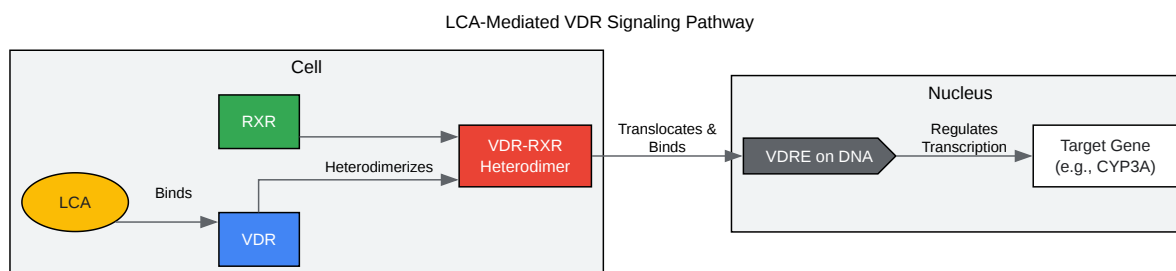 LCA-Mediated VDR Signaling Pathway
Cell
RXR
LCA
Binds
VDR
Heterodimerizes
VDR-RXR
Heterodimer
Translocates &
Binds
Nucleus
VDRE on DNA
Regulates
Transcription
Target Gene
(e.g., CYP3A)